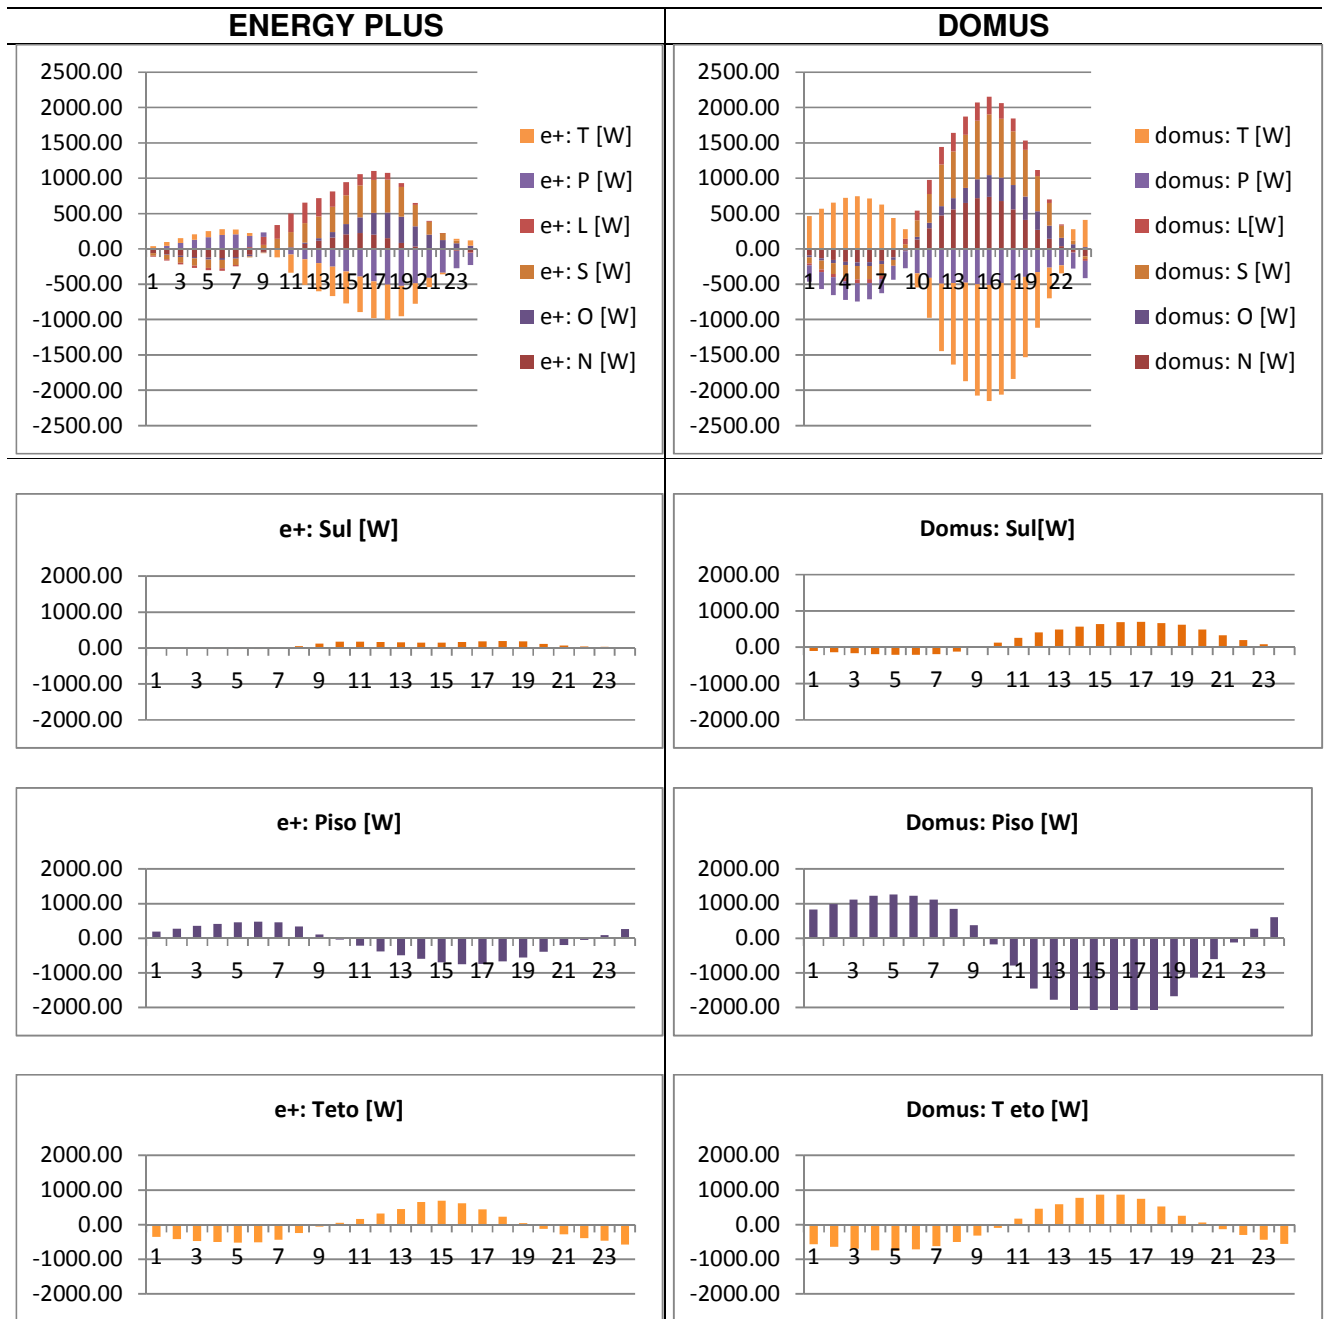 ENERGY PLUS
DOMUS
2500.00
2000.00
1500.00
1000.00
500.00
0.00
-500.00
-1000.00
-1500.00
-2000.00
-2500.00
1 3 5 7 9 11 13 15 17 19 21 23
e+: T [W]
e+: P [W]
e+: L [W]
e+: S [W]
e+: O [W]
e+: N [W]
2500.00
2000.00
1500.00
1000.00
500.00
0.00
-500.00
-1000.00
-1500.00
-2000.00
-2500.00
1 4 7 10 13 16 19 22
domus: T [W]
domus: P [W]
domus: L[W]
domus: S [W]
domus: O [W]
domus: N [W]
e+: Sul [W]
2000.00
1000.00
0.00
-1000.00
-2000.00
1 3 5 7 9 11 13 15 17 19 21 23
Domus: Sul[W]
2000.00
1000.00
0.00
-1000.00
-2000.00
1 3 5 7 9 11 13 15 17 19 21 23
e+: Piso [W]
2000.00
1000.00
0.00
-1000.00
-2000.00
1 3 5 7 9 11 13 15 17 19 21 23
Domus: Piso [W]
2000.00
1000.00
0.00
-1000.00
-2000.00
1 3 5 7 9 11 13 15 17 19 21 23
e+: Teto [W]
2000.00
1000.00
0.00
-1000.00
-2000.00
1 3 5 7 9 11 13 15 17 19 21 23
Domus: T eto [W]
2000.00
1000.00
0.00
-1000.00
-2000.00
1 3 5 7 9 11 13 15 17 19 21 23